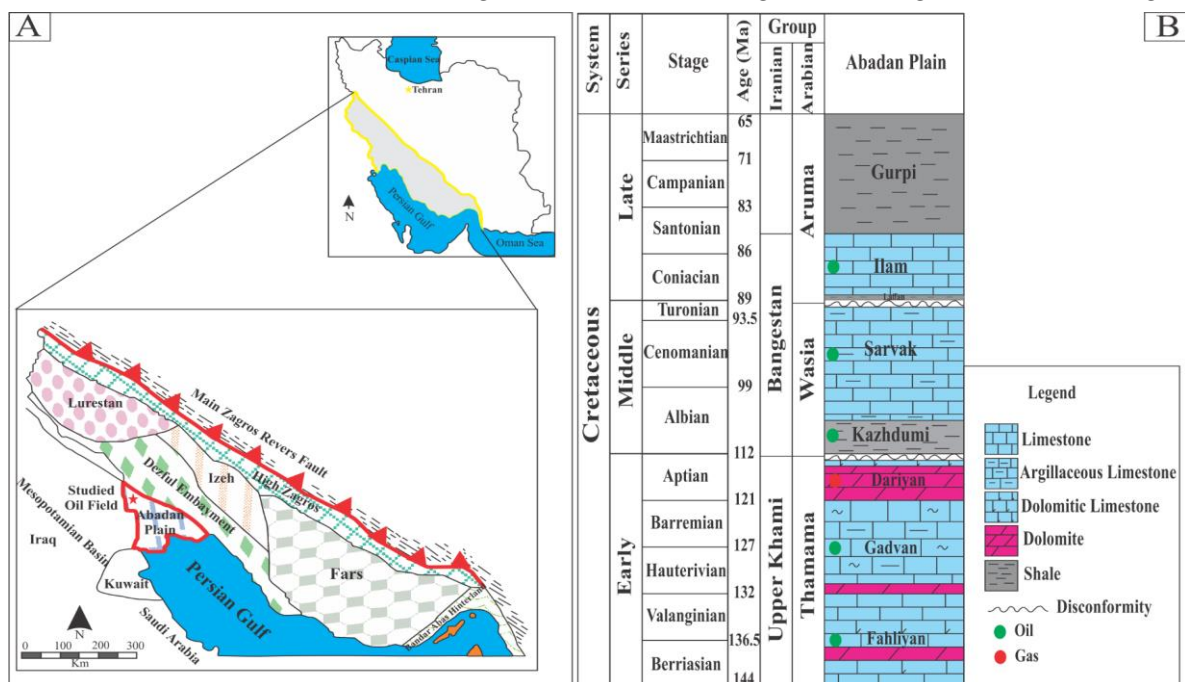 A
Caspian Sea
Tehran
N
Persian Gulf
Oman Sea
Main Zagros Revers Fault
Lurestan
Dezful Embayment
Izeh
High Zagros
Studied
Oil Field
Abadan
Plain
Mesopotamian Basin
Iraq
Kuwait
Persian Gulf
Fars
Bandar Abas Hinterland
Saudi Arabia
N
0 100 200 300
Km
B
System
Series
Stage
Age (Ma)
Group
Iranian
Arabian
Abadan Plain
Cretaceous
Late
Middle
Early
Maastrichtian
Campanian
Santonian
Coniacian
Turonian
Cenomanian
Albian
Aptian
Barremian
Hauterivian
Valanginian
Berriasian
65
71
83
86
89
93.5
99
112
121
127
132
136.5
144
Bangestan
Upper Khami
Aruma
Wasia
Thamama
Gurpi
Ilam
Laffan
Sarvak
Kazhdumi
Dariyan
Gadvan
Fahliyan
Legend
Limestone
Argillaceous Limestone
Dolomitic Limestone
Dolomite
Shale
Disconformity
Oil
Gas